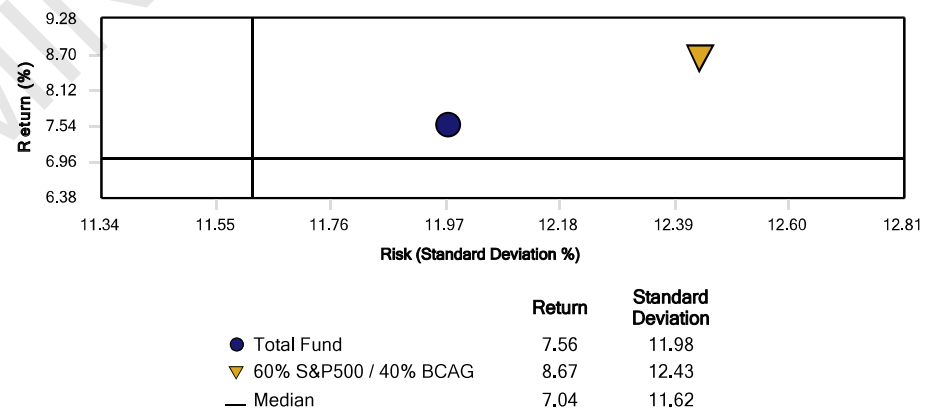 9.28
8.70
8.12
7.54
6.96
6.38
Return (%)
11.34 11.55 11.76 11.97 12.18 12.39 12.60 12.81
Risk (Standard Deviation %)
Return Standard Deviation
Total Fund 7.56 11.98
60% S&P500 / 40% BCAG 8.67 12.43
Median 7.04 11.62